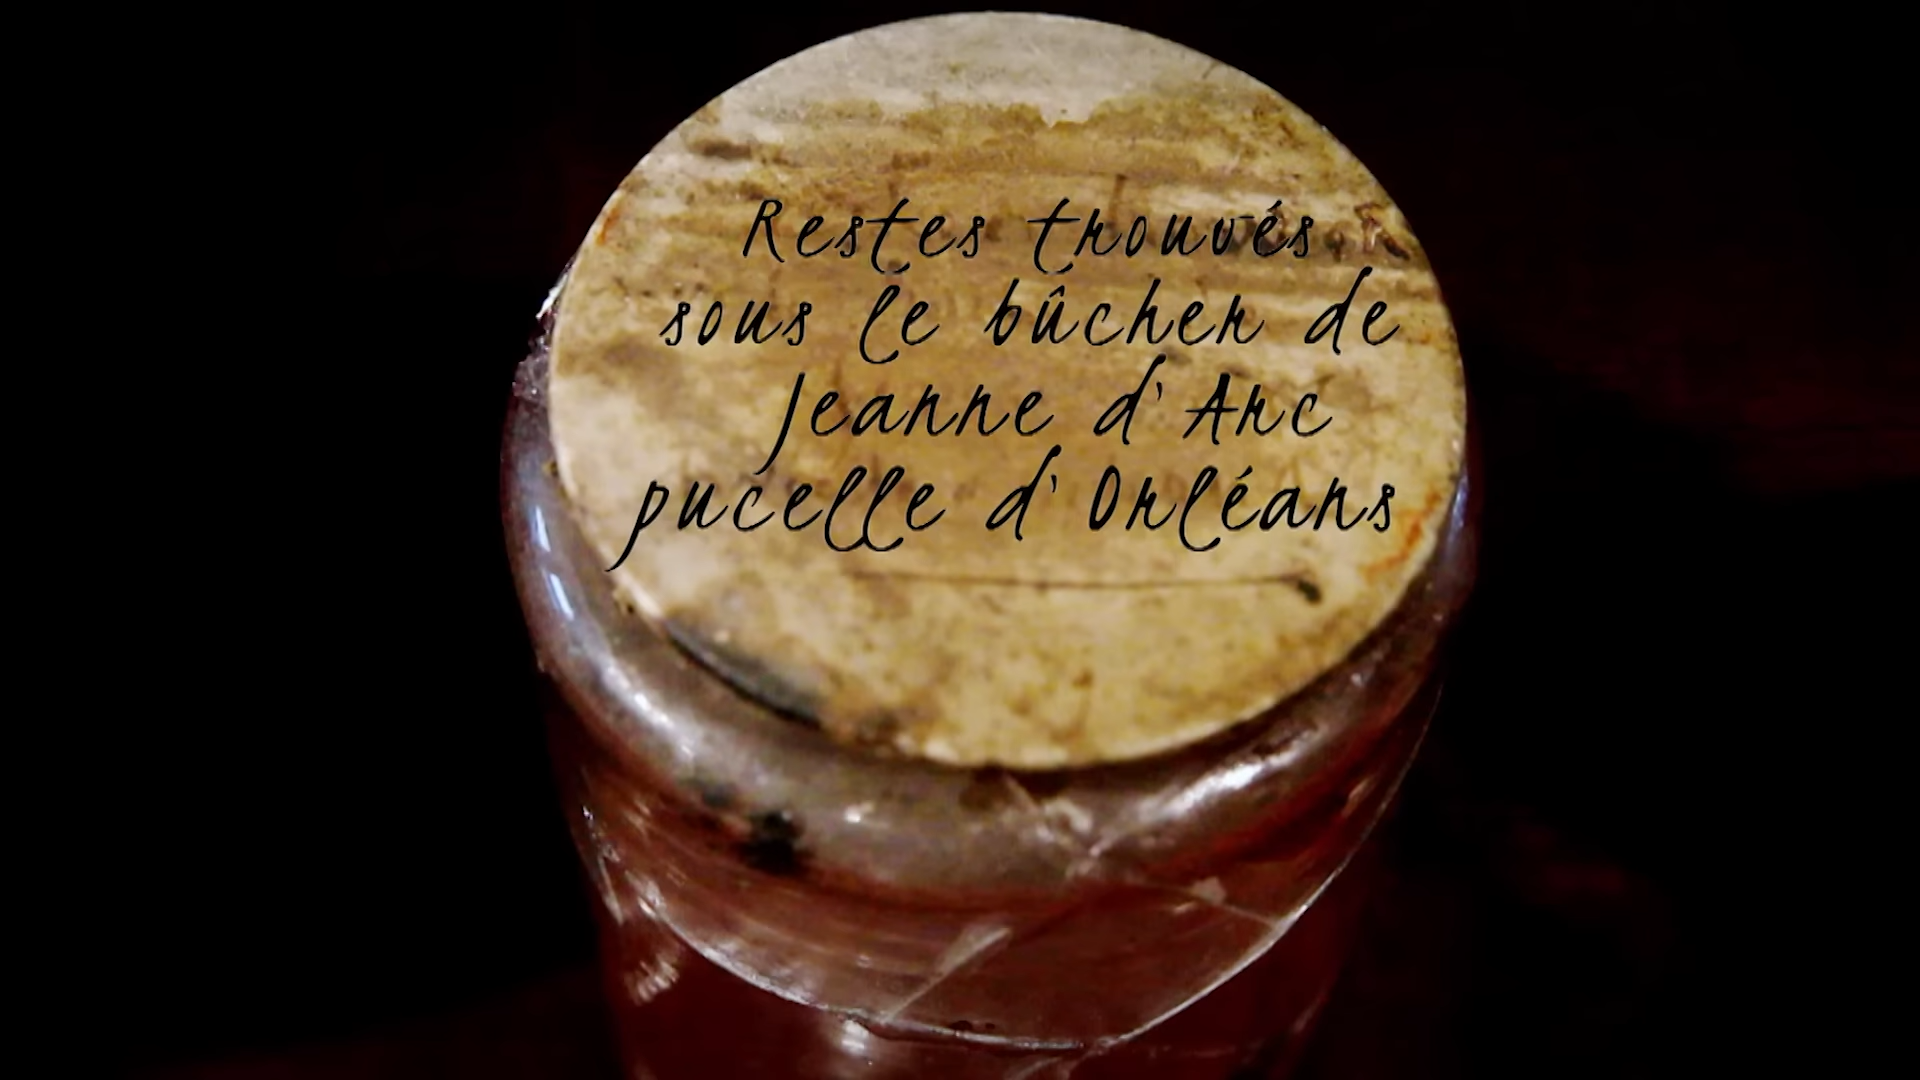 Restes trouvés
sous le bûcher de
Jeanne d'Arc
pucelle d'Orléans